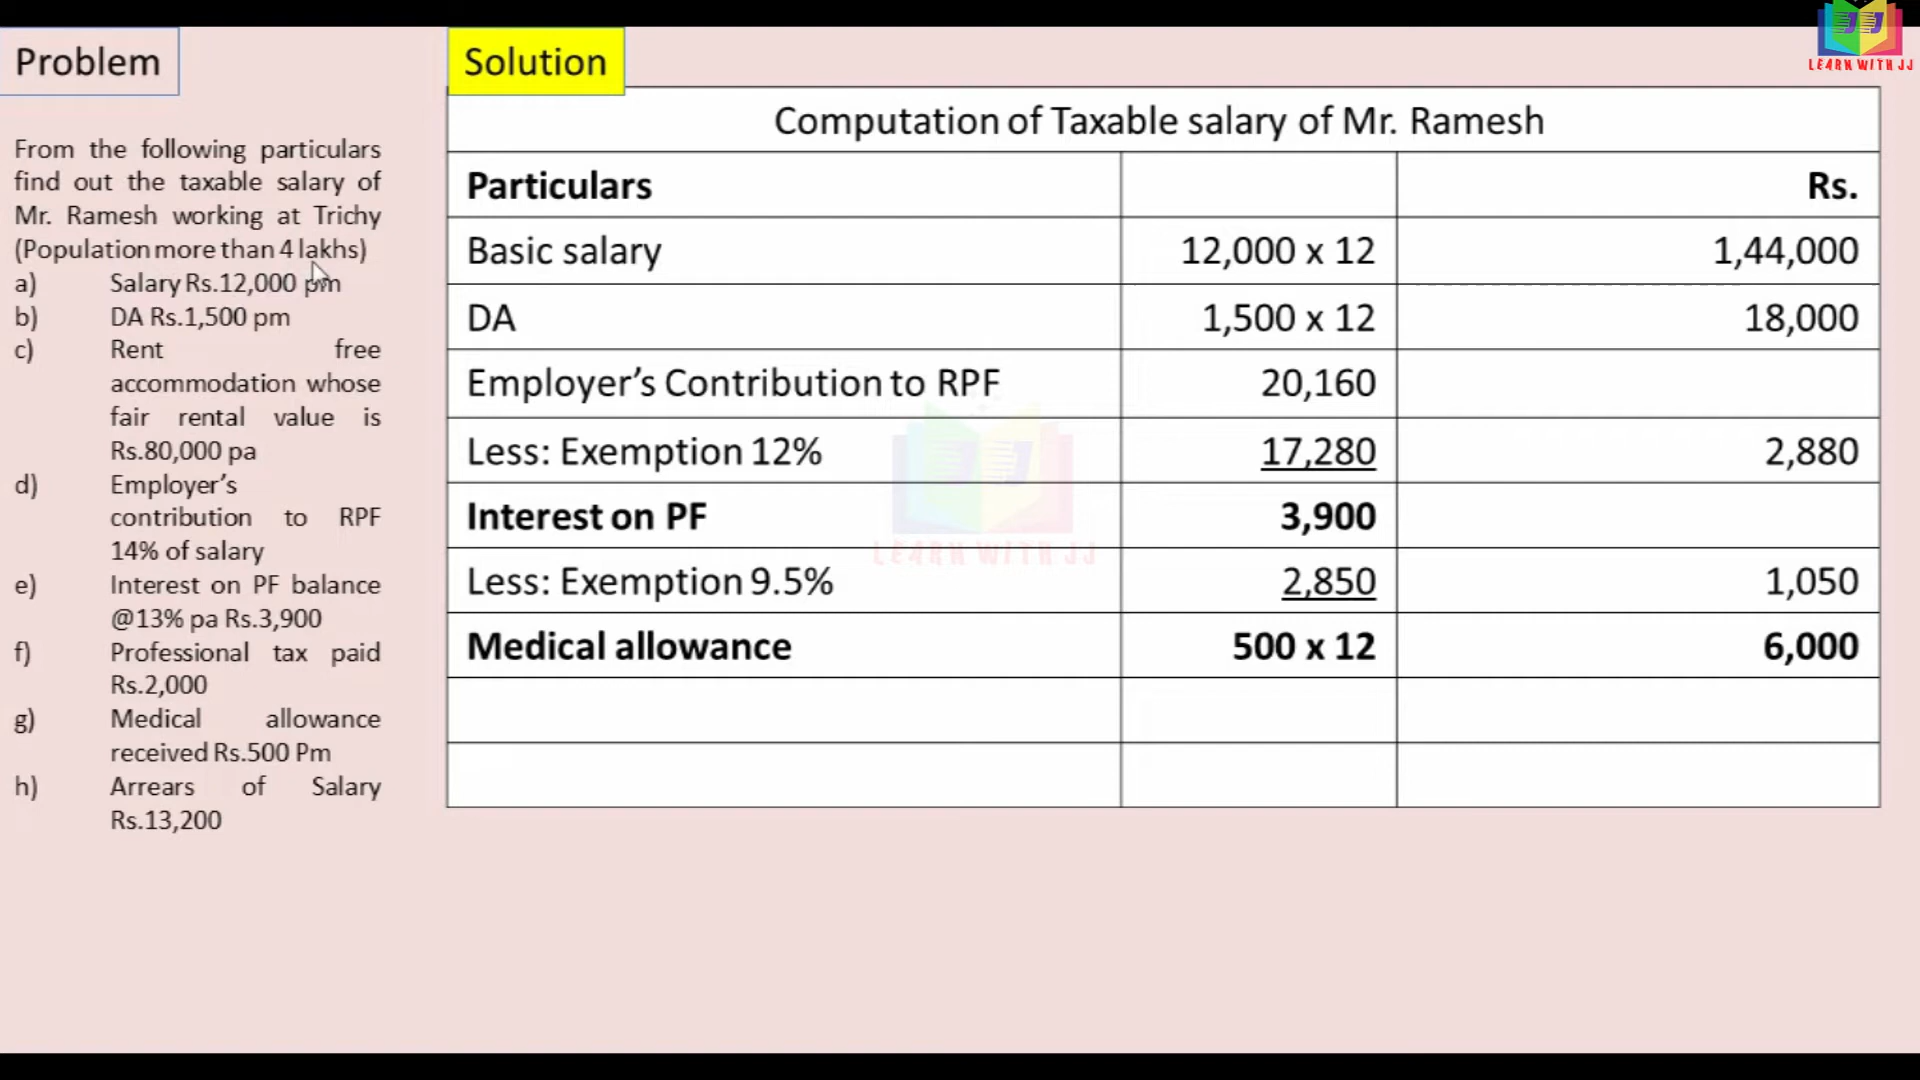 Problem
From the following particulars
find out the taxable salary of
Mr. Ramesh working at Trichy
(Population more than 4 lakhs)
a) Salary Rs.12,000 pm
b) DA Rs.1,500 pm
c) Rent free
accommodation whose
fair rental value is
Rs.80,000 pa
d) Employer’s
contribution to RPF
14% of salary
e) Interest on PF balance
@13% pa Rs.3,900
f) Professional tax paid
Rs.2,000
g) Medical allowance
received Rs.500 Pm
h) Arrears of Salary
Rs.13,200
Solution
Computation of Taxable salary of Mr. Ramesh
Particulars Rs.
Basic salary 12,000 x 12 1,44,000
DA 1,500 x 12 18,000
Employer’s Contribution to RPF 20,160
Less: Exemption 12% 17,280 2,880
Interest on PF 3,900
Less: Exemption 9.5% 2,850 1,050
Medical allowance 500 x 12 6,000
JJ
LEARN WITH JJ
JJ
LEARN WITH JJ